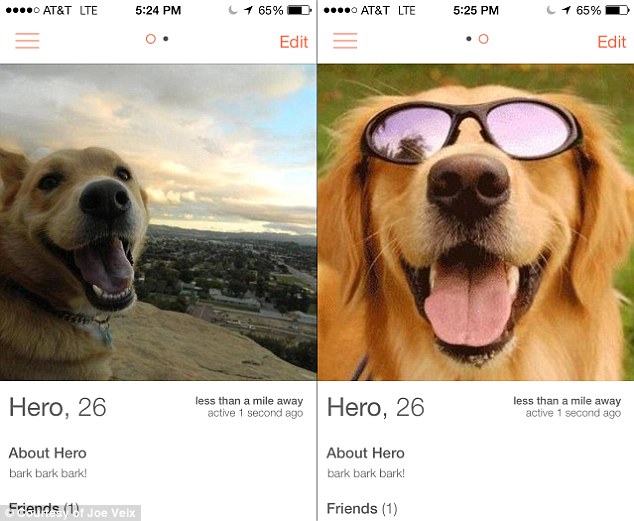 AT&T LTE 5:24 PM 65%
Edit
Hero, 26
less than a mile away
active 1 second ago
About Hero
bark bark bark!
Friends (1)
© Courtesy of Joe Veix
AT&T LTE 5:25 PM 65%
Edit
Hero, 26
less than a mile away
active 1 second ago
About Hero
bark bark bark!
Friends (1)